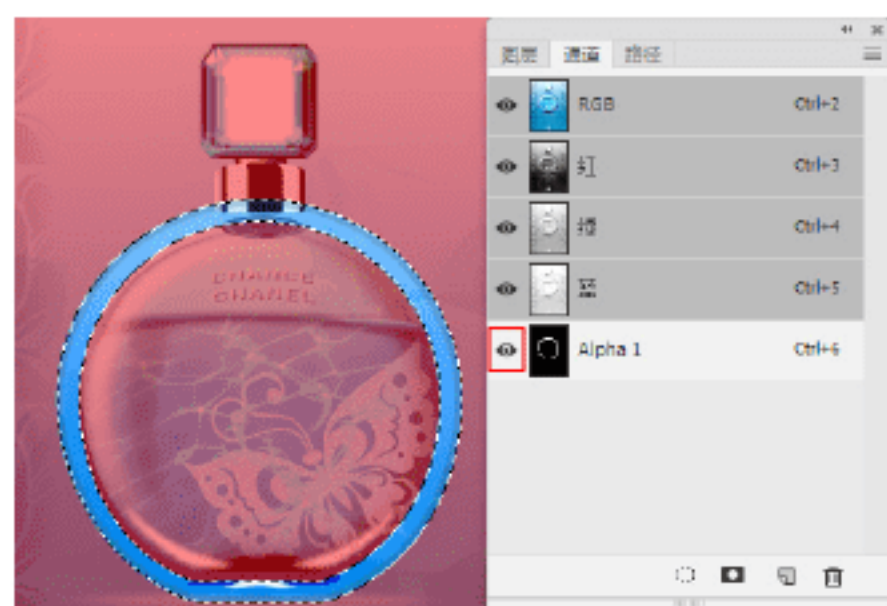 图层 通道 路径
RGB Ctrl+2
红 Ctrl+3
绿 Ctrl+4
蓝 Ctrl+5
Alpha 1 Ctrl+6
CHANCE
CHANEL